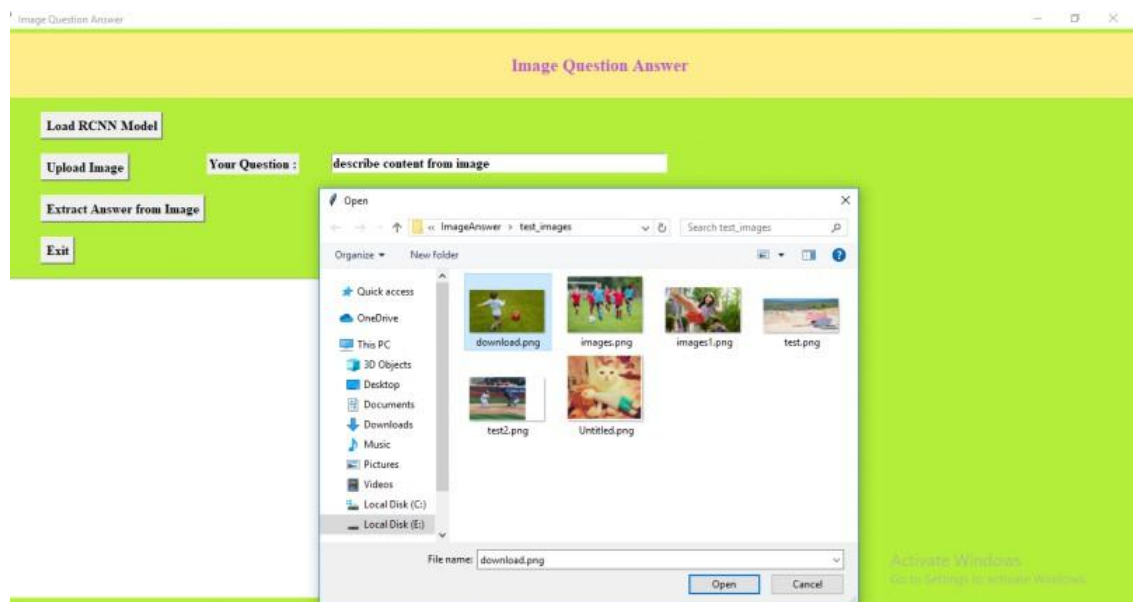 Image Question Answer
Image Question Answer
Load RCNN Model
Upload Image
Your Question :
describe content from image
Extract Answer from Image
Exit
Open
« ImageAnswer > test_images
Search test_images
Organize
New folder
Quick access
OneDrive
This PC
3D Objects
Desktop
Documents
Downloads
Music
Pictures
Videos
Local Disk (C:)
Local Disk (E:)
download.png
images.png
images1.png
test.png
test2.png
Untitled.png
File name: download.png
Open
Cancel
Activate Windows
Go to Settings to activate Windows.